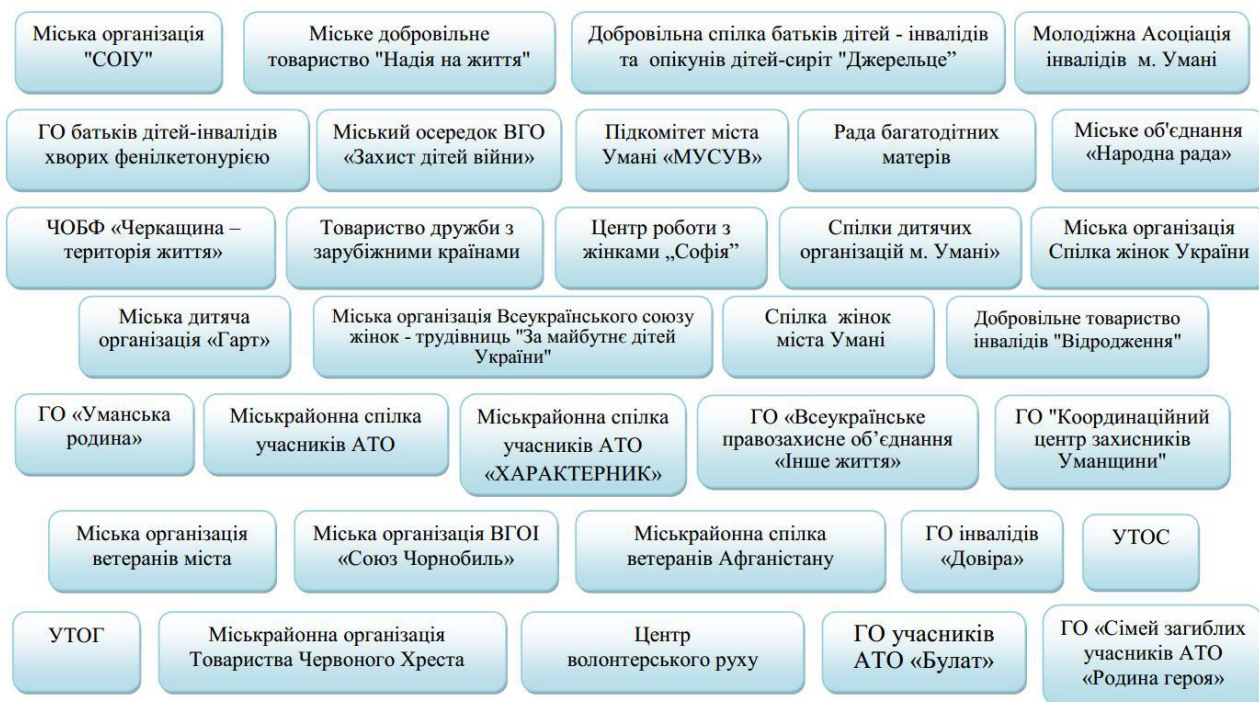 Міська організація
"СОІУ"
Міське добровільне
товариство "Надія на життя"
Добровільна спілка батьків дітей - інвалідів
та опікунів дітей-сиріт "Джерельце”
Молодіжна Асоціація
інвалідів м. Умані
ГО батьків дітей-інвалідів
хворих фенілкетонурією
Міський осередок ВГО
«Захист дітей війни»
Підкомітет міста
Умані «МУСУВ»
Рада багатодітних
матерів
Міське об'єднання
«Народна рада»
ЧОБФ «Черкащина –
територія життя»
Товариство дружби з
зарубіжними країнами
Центр роботи з
жінками „Софія”
Спілки дитячих
організацій м. Умані»
Міська організація
Спілка жінок України
Міська дитяча
організація «Гарт»
Міська організація Всеукраїнського союзу
жінок - трудівниць "За майбутнє дітей
України"
Спілка жінок
міста Умані
Добровільне товариство
інвалідів "Відродження"
ГО «Уманська
родина»
Міськрайонна спілка
учасників АТО
Міськрайонна спілка
учасників АТО
«ХАРАКТЕРНИК»
ГО «Всеукраїнське
правозахисне об’єднання
«Інше життя»
ГО "Координаційний
центр захисників
Уманщини"
Міська організація
ветеранів міста
Міська організація ВГОІ
«Союз Чорнобиль»
Міськрайонна спілка
ветеранів Афганістану
ГО інвалідів
«Довіра»
УТОС
УТОГ
Міськрайонна організація
Товариства Червоного Хреста
Центр
волонтерського руху
ГО учасників
АТО «Булат»
ГО «Сімей загиблих
учасників АТО
«Родина героя»